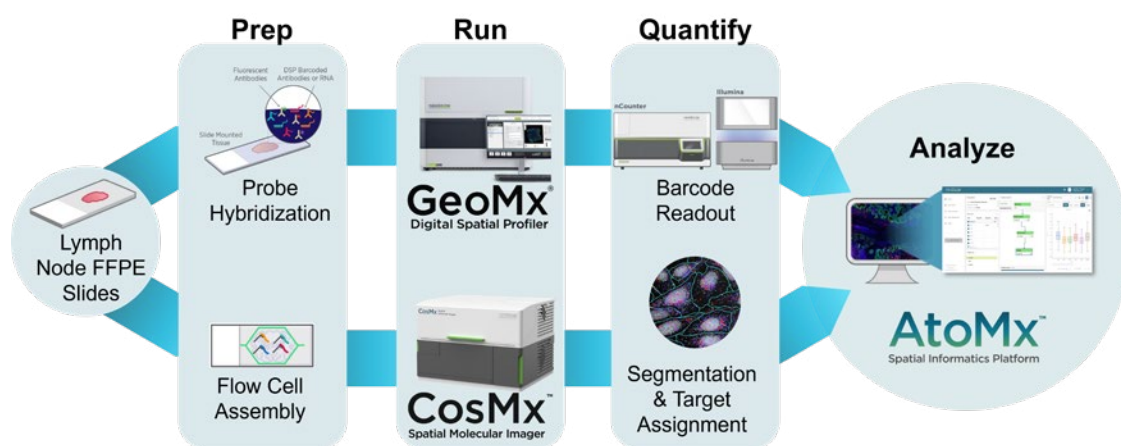 Prep
Run
Quantify
Analyze
Fluorescent
Antibodies
DSP Barcoded
Antibodies or RNA
Slide Mounted
Tissue
Probe
Hybridization
GeoMx®
Digital Spatial Profiler
nCounter
Illumina
Barcode
Readout
Lymph
Node FFPE
Slides
Flow Cell
Assembly
CosMx
CosMx™
Spatial Molecular Imager
Segmentation
& Target
Assignment
AtoMx™
Spatial Informatics Platform